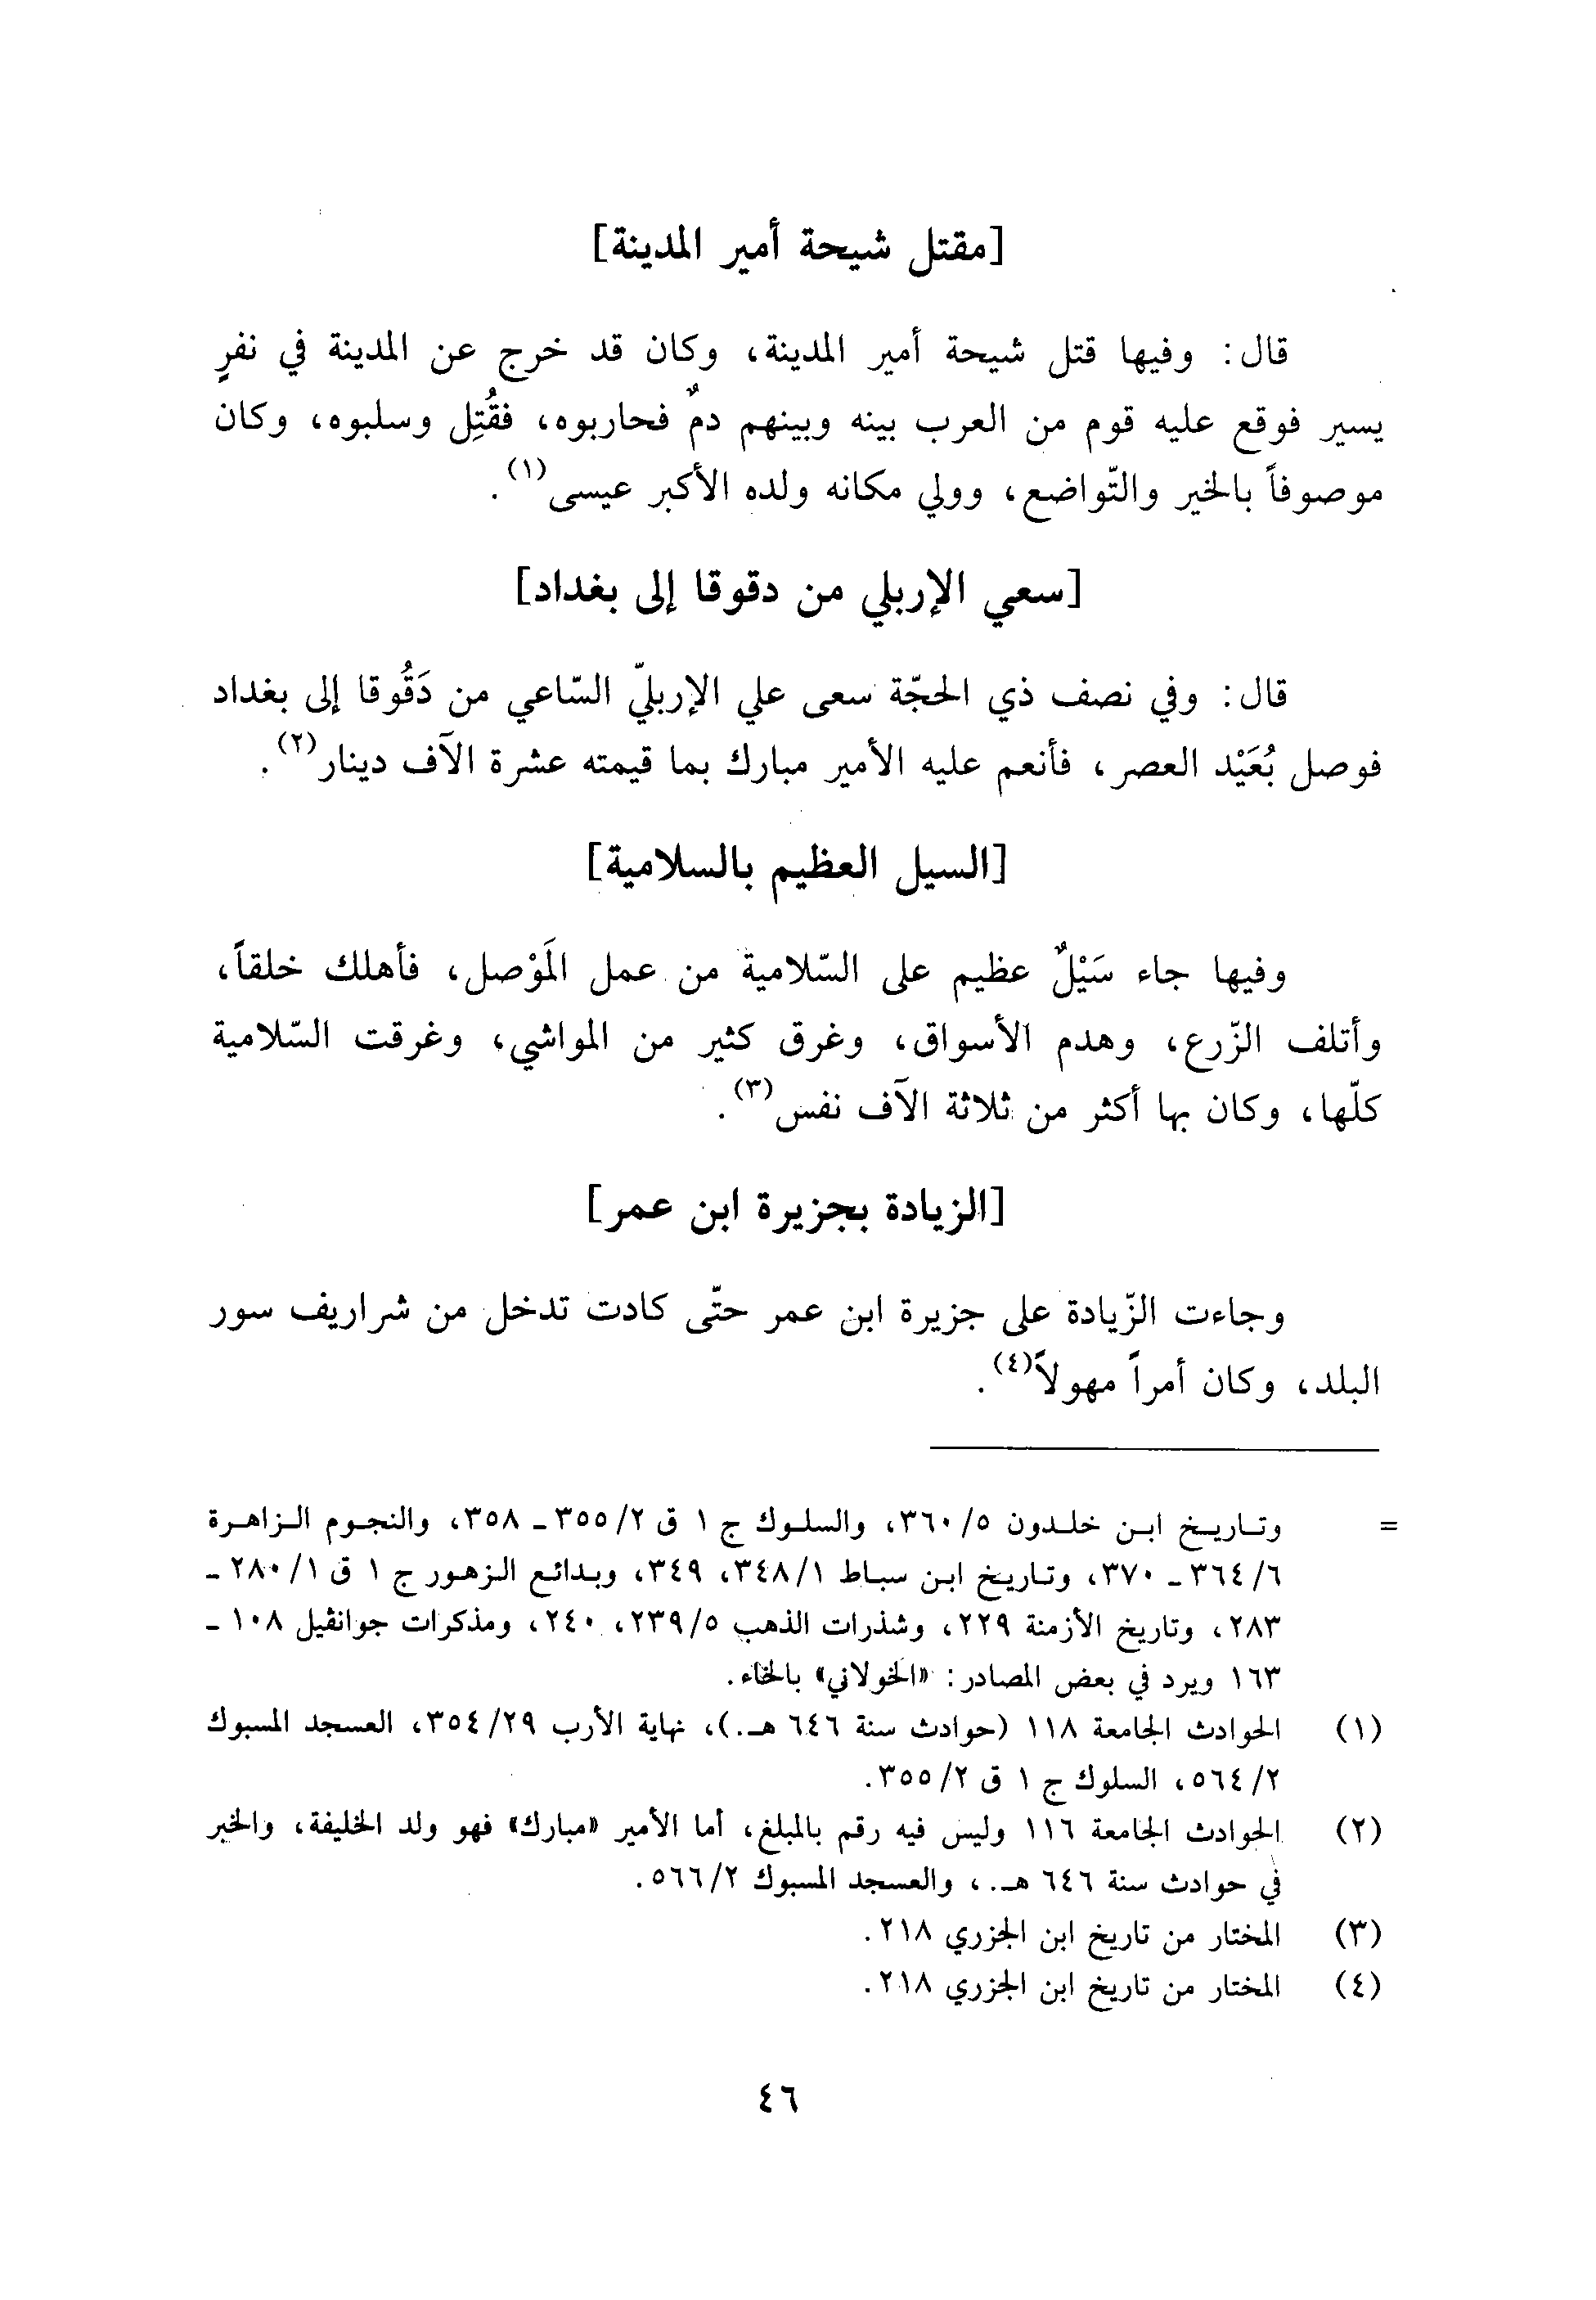 [مقتل شيحة أمير المدينة]
قال: وفيها قتل شيحة أمير المدينة، وكان قد خرج عن المدينة في نفرٍ
يسير فوقع عليه قوم من العرب بينه وبينهم دمٌ فحاربوه، فقُتِل وسلبوه، وكان
موصوفاً بالخير والتّواضع، وولي مكانه ولده الأكبر عيسى(١).
[سعي الإربلي من دقوقا إلى بغداد]
قال: وفي نصف ذي الحجّة سعى علي الإربليّ السّاعي من دَقُوقا إلى بغداد
فوصل بُعَيْد العصر، فأنعم عليه الأمير مبارك بما قيمته عشرة الآف دينار(٢).
[السيل العظيم بالسلامية]
وفيها جاء سَيْلٌ عظيم على السّلامية من عمل المَوْصل، فأهلك خلقاً،
وأتلف الزّرع، وهدم الأسواق، وغرق كثير من المواشي، وغرقت السّلامية
كلّها، وكان بها أكثر من ثلاثة الآف نفس(٣).
[الزيادة بجزيرة ابن عمر]
وجاءت الزّيادة على جزيرة ابن عمر حتّى كادت تدخل من شراريف سور
البلد، وكان أمراً مهولاً(٤).
= وتاريخ ابن خلدون ٥/ ٣٦٠، والسلوك ج ١ ق ٢/ ٣٥٥ ـ ٣٥٨، والنجوم الزاهرة
٦/ ٣٦٤ ـ ٣٧٠، وتاريخ ابن سباط ١/ ٣٤٨، ٣٤٩، وبدائع الزهور ج ١ ق ١/ ٢٨٠ ـ
٢٨٣، وتاريخ الأزمنة ٢٢٩، وشذرات الذهب ٥/ ٢٣٩، ٢٤٠، ومذكرات جوانڤيل ١٠٨ ـ
١٦٣ ويرد في بعض المصادر: «الخولاني» بالخاء.
(١) الحوادث الجامعة ١١٨ (حوادث سنة ٦٤٦ هـ.)، نهاية الأرب ٢٩/ ٣٥٤، العسجد المسبوك
٢/ ٥٦٤، السلوك ج ١ ق ٢/ ٣٥٥.
(٢) الحوادث الجامعة ١١٦ وليس فيه رقم بالمبلغ، أما الأمير «مبارك» فهو ولد الخليفة، والخبر
في حوادث سنة ٦٤٦ هـ.، والعسجد المسبوك ٢/ ٥٦٦.
(٣) المختار من تاريخ ابن الجزري ٢١٨.
(٤) المختار من تاريخ ابن الجزري ٢١٨.
٤٦